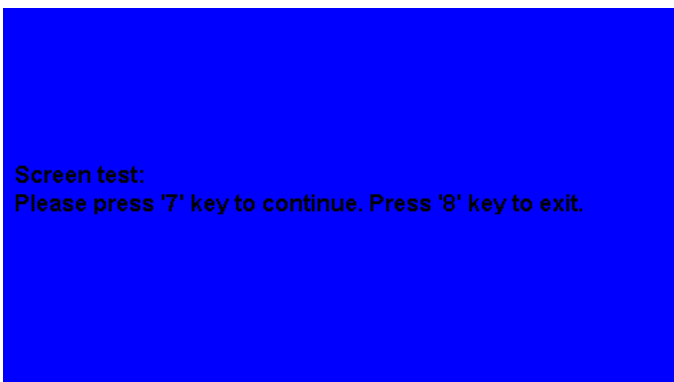 Screen test:
Please press '7' key to continue. Press '8' key to exit.